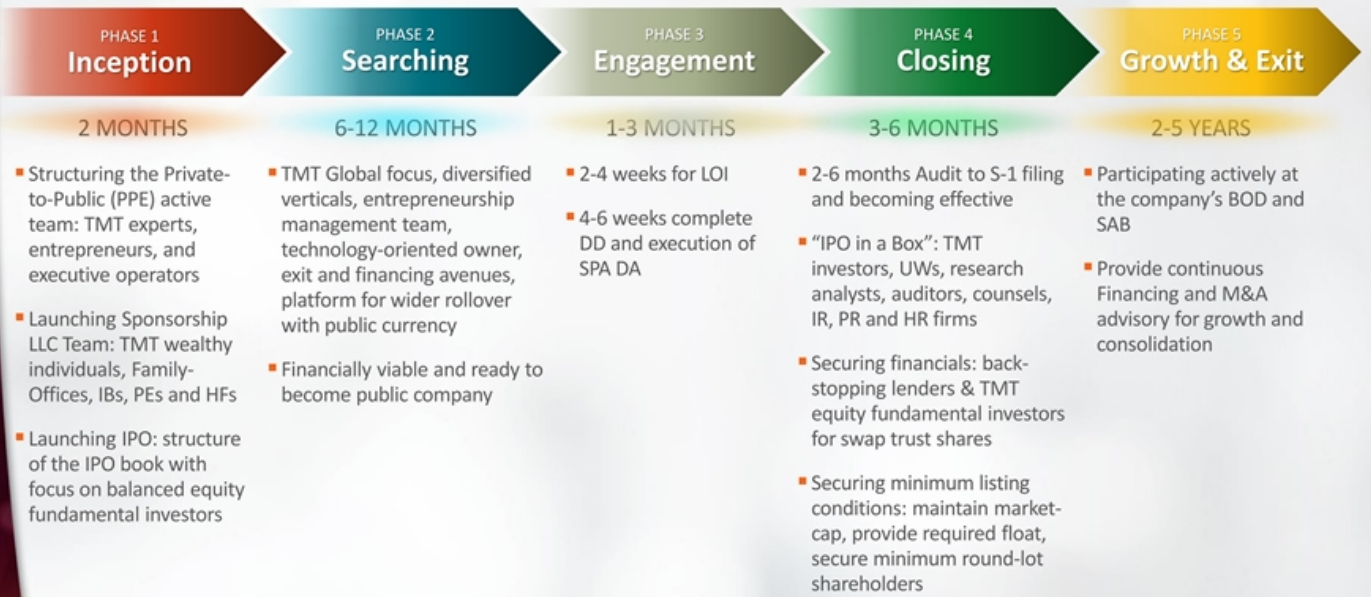 PHASE 1
Inception
2 MONTHS
▪ Structuring the Private-
to-Public (PPE) active
team: TMT experts,
entrepreneurs, and
executive operators
▪ Launching Sponsorship
LLC Team: TMT wealthy
individuals, Family-
Offices, IBs, PEs and HFs
▪ Launching IPO: structure
of the IPO book with
focus on balanced equity
fundamental investors
PHASE 2
Searching
6-12 MONTHS
▪ TMT Global focus, diversified
verticals, entrepreneurship
management team,
technology-oriented owner,
exit and financing avenues,
platform for wider rollover
with public currency
▪ Financially viable and ready to
become public company
PHASE 3
Engagement
1-3 MONTHS
▪ 2-4 weeks for LOI
▪ 4-6 weeks complete
DD and execution of
SPA DA
PHASE 4
Closing
3-6 MONTHS
▪ 2-6 months Audit to S-1 filing
and becoming effective
▪ “IPO in a Box”: TMT
investors, UWs, research
analysts, auditors, counsels,
IR, PR and HR firms
▪ Securing financials: back-
stopping lenders & TMT
equity fundamental investors
for swap trust shares
▪ Securing minimum listing
conditions: maintain market-
cap, provide required float,
secure minimum round-lot
shareholders
PHASE 5
Growth & Exit
2-5 YEARS
▪ Participating actively at
the company’s BOD and
SAB
▪ Provide continuous
Financing and M&A
advisory for growth and
consolidation